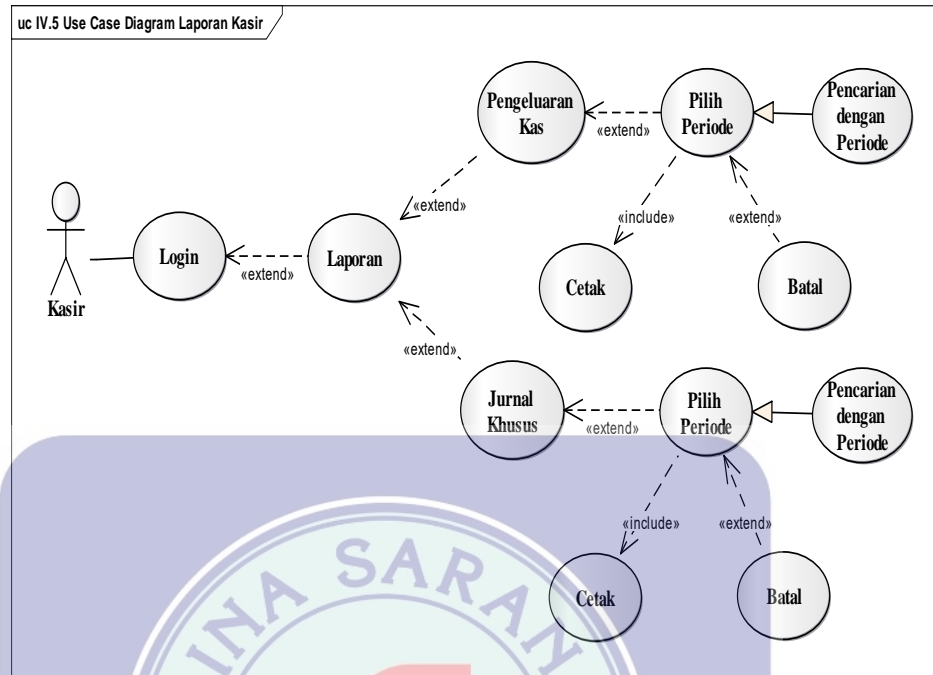 uc IV.5 Use Case Diagram Laporan Kasir
Pengeluaran
Kas
«extend»
Pilih
Periode
Pencarian
dengan
Periode
«extend»
«include»
«extend»
Kasir
Login
«extend»
Laporan
Cetak
Batal
«extend»
Jurnal
Khusus
«extend»
Pilih
Periode
Pencarian
dengan
Periode
«include»
«extend»
Cetak
Batal
INA SARAN